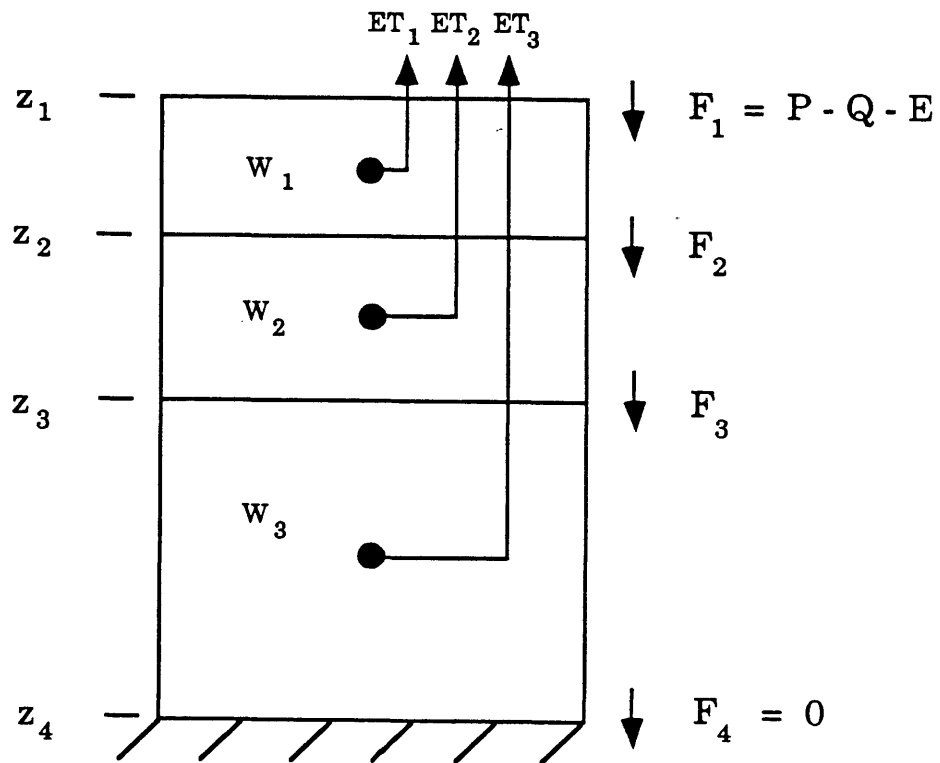 ET₁ ET₂ ET₃
z₁
F₁ = P - Q - E
W₁
z₂
F₂
W₂
z₃
F₃
W₃
z₄
F₄ = 0